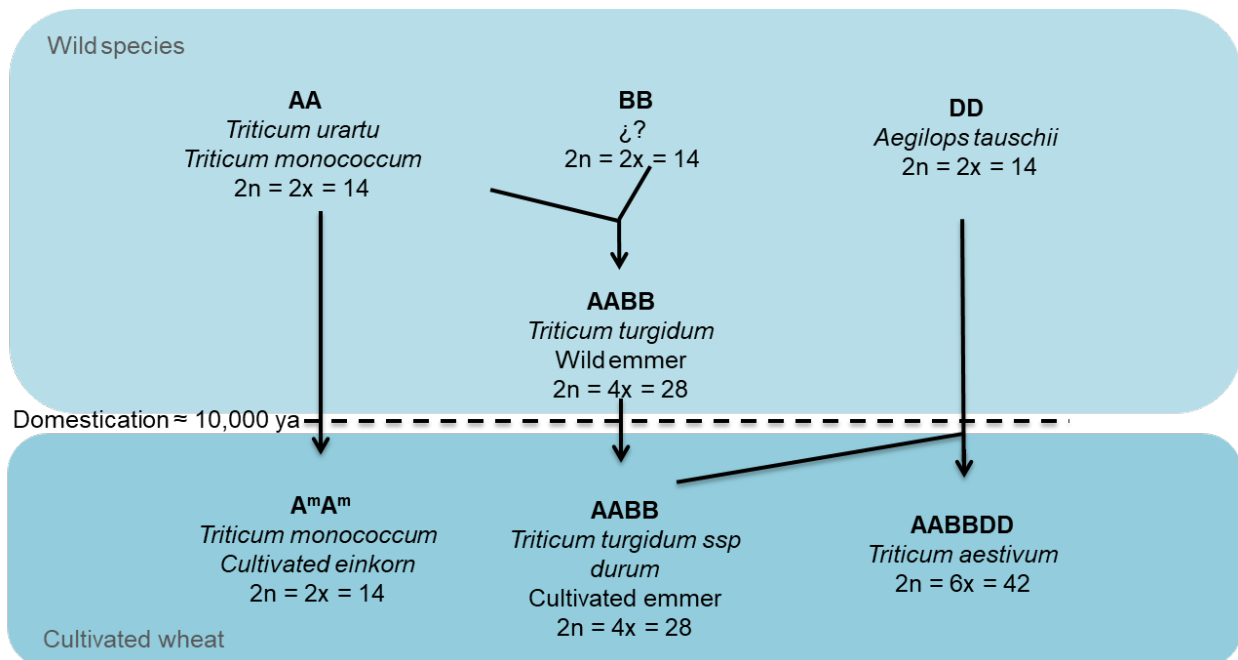 Wild species
AA
Triticum urartu
Triticum monococcum
2n = 2x = 14
BB
¿?
2n = 2x = 14
DD
Aegilops tauschii
2n = 2x = 14
AABB
Triticum turgidum
Wild emmer
2n = 4x = 28
Domestication ≈ 10,000 ya
AᵐAᵐ
Triticum monococcum
Cultivated einkorn
2n = 2x = 14
AABB
Triticum turgidum ssp
durum
Cultivated emmer
2n = 4x = 28
AABBDD
Triticum aestivum
2n = 6x = 42
Cultivated wheat